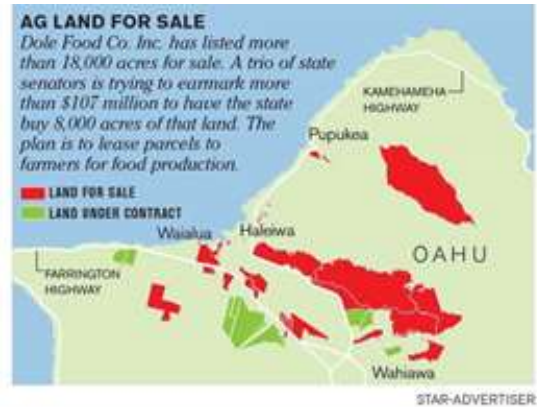 AG LAND FOR SALE
Dole Food Co. Inc. has listed more
than 18,000 acres for sale. A trio of state
senators is trying to earmark more
than $107 million to have the state
buy 8,000 acres of that land. The
plan is to lease parcels to
farmers for food production.
LAND FOR SALE
LAND UNDER CONTRACT
KAMEHAMEHA
HIGHWAY
Pupukea
Waialua
Haleiwa
OAHU
FARRINGTON
HIGHWAY
Wahiawa
STAR-ADVERTISER